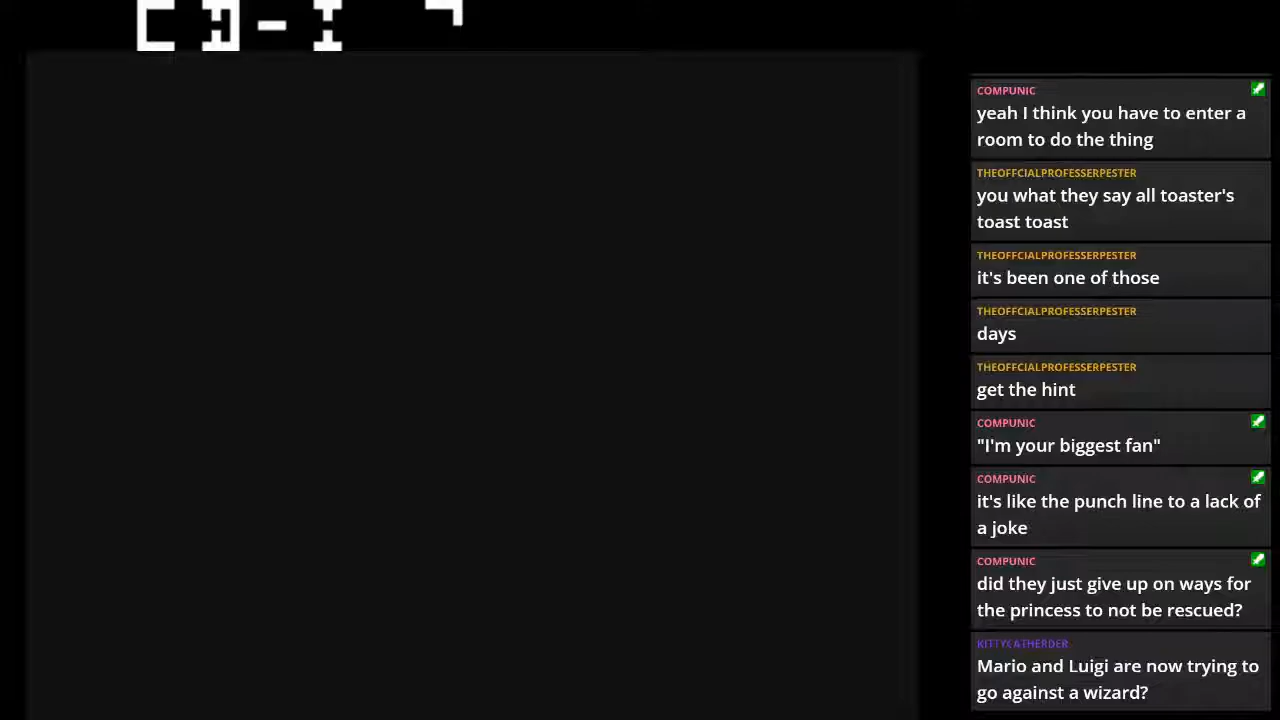 COMPUNIC
yeah I think you have to enter a
room to do the thing
THEOFFCIALPROFESSERPESTER
you what they say all toaster's
toast toast
THEOFFCIALPROFESSERPESTER
it's been one of those
THEOFFCIALPROFESSERPESTER
days
THEOFFCIALPROFESSERPESTER
get the hint
COMPUNIC
"I'm your biggest fan"
COMPUNIC
it's like the punch line to a lack of
a joke
COMPUNIC
did they just give up on ways for
the princess to not be rescued?
KITTYCATHERDER
Mario and Luigi are now trying to
go against a wizard?